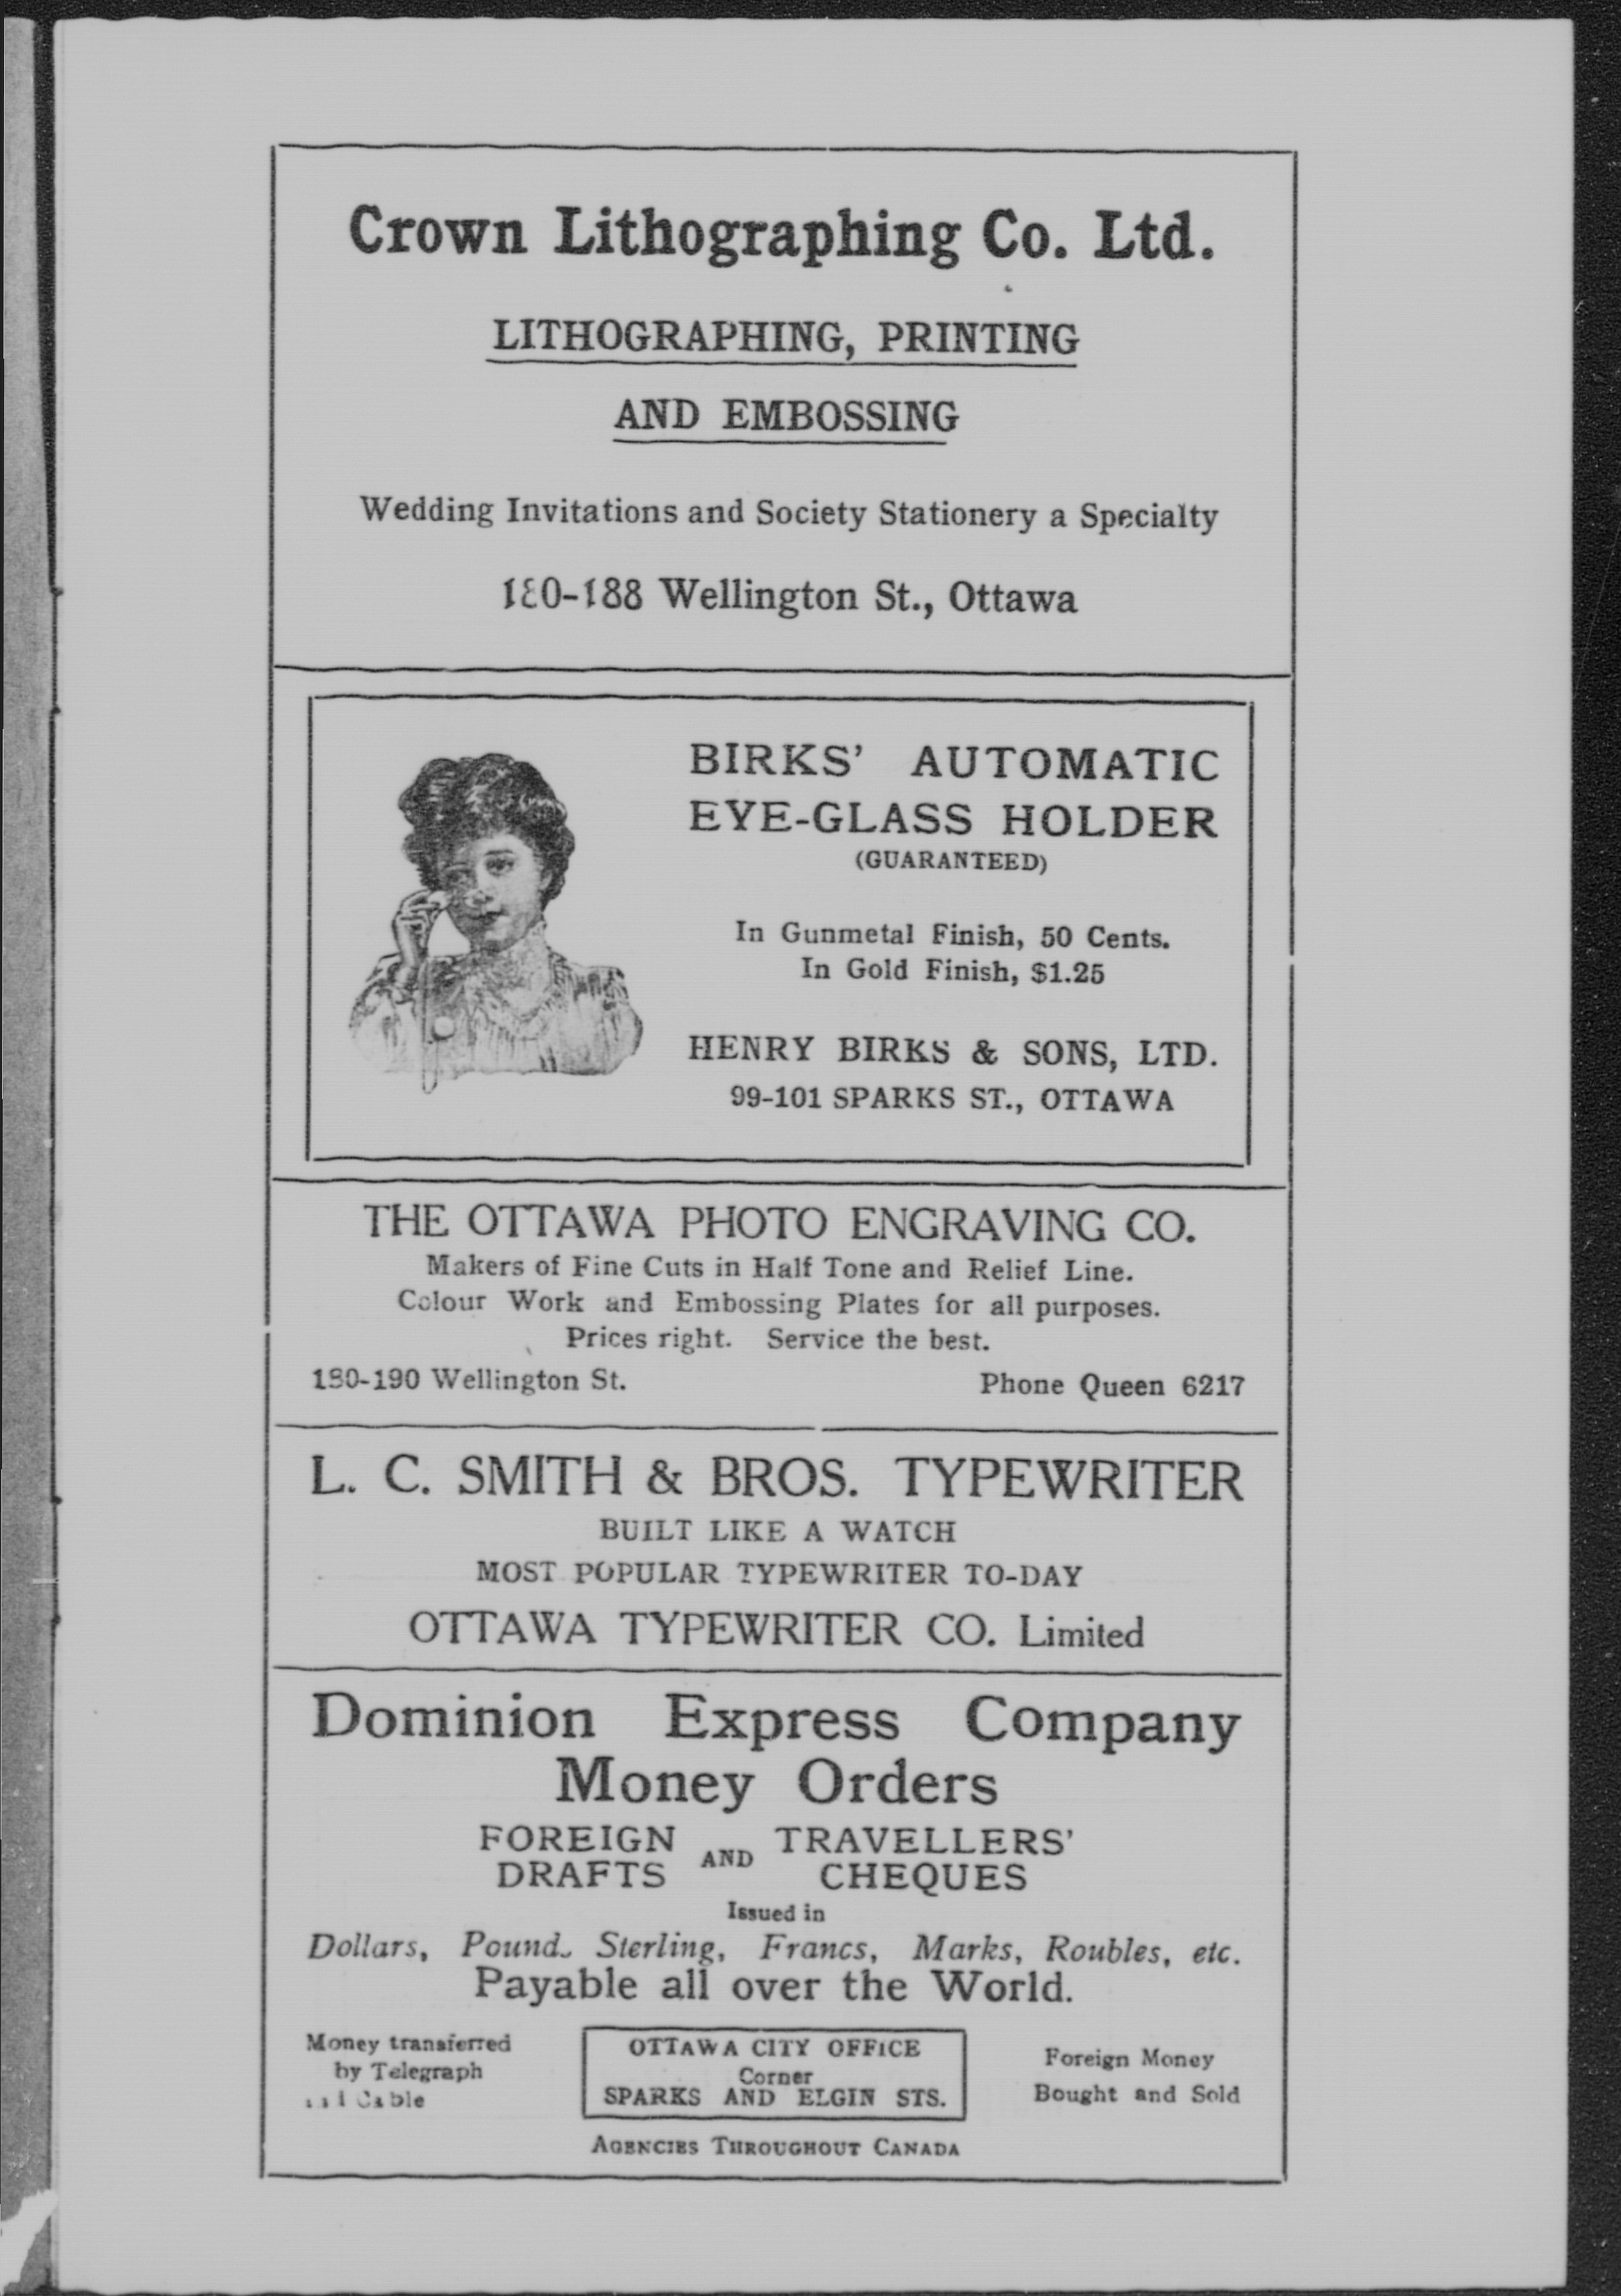 Crown Lithographing Co. Ltd.
LITHOGRAPHING, PRINTING
AND EMBOSSING
Wedding Invitations and Society Stationery a Specialty
180-188 Wellington St., Ottawa
BIRKS' AUTOMATIC
EYE-GLASS HOLDER
(GUARANTEED)
In Gunmetal Finish, 50 Cents.
In Gold Finish, $1.25
HENRY BIRKS & SONS, LTD.
99-101 SPARKS ST., OTTAWA
THE OTTAWA PHOTO ENGRAVING CO.
Makers of Fine Cuts in Half Tone and Relief Line.
Colour Work and Embossing Plates for all purposes.
Prices right. Service the best.
180-190 Wellington St. Phone Queen 6217
L. C. SMITH & BROS. TYPEWRITER
BUILT LIKE A WATCH
MOST POPULAR TYPEWRITER TO-DAY
OTTAWA TYPEWRITER CO. Limited
Dominion Express Company
Money Orders
FOREIGN DRAFTS AND TRAVELLERS' CHEQUES
Issued in
Dollars, Pounds Sterling, Francs, Marks, Roubles, etc.
Payable all over the World.
Money transferred
by Telegraph
Cable
OTTAWA CITY OFFICE
Corner
SPARKS AND ELGIN STS.
Foreign Money
Bought and Sold
AGENCIES THROUGHOUT CANADA